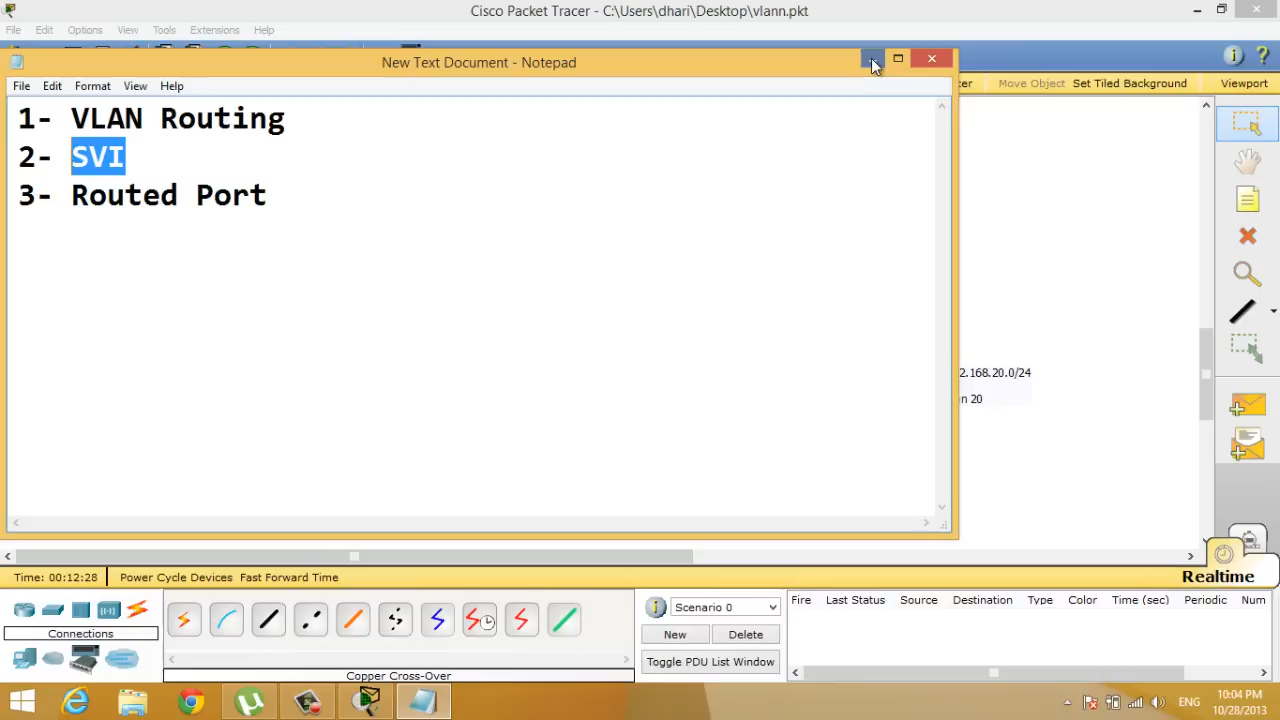 Cisco Packet Tracer - C:\Users\dhari\Desktop\vlann.pkt
File Edit Options View Tools Extensions Help
New Text Document - Notepad
File Edit Format View Help
Move Object Set Tiled Background Viewport
1- VLAN Routing
2- SVI
3- Routed Port
2.168.20.0/24
n 20
Time: 00:12:28 Power Cycle Devices Fast Forward Time
Realtime
Connections
Copper Cross-Over
Scenario 0
New Delete
Toggle PDU List Window
Fire Last Status Source Destination Type Color Time (sec) Periodic Num
ENG
10:04 PM
10/28/2013